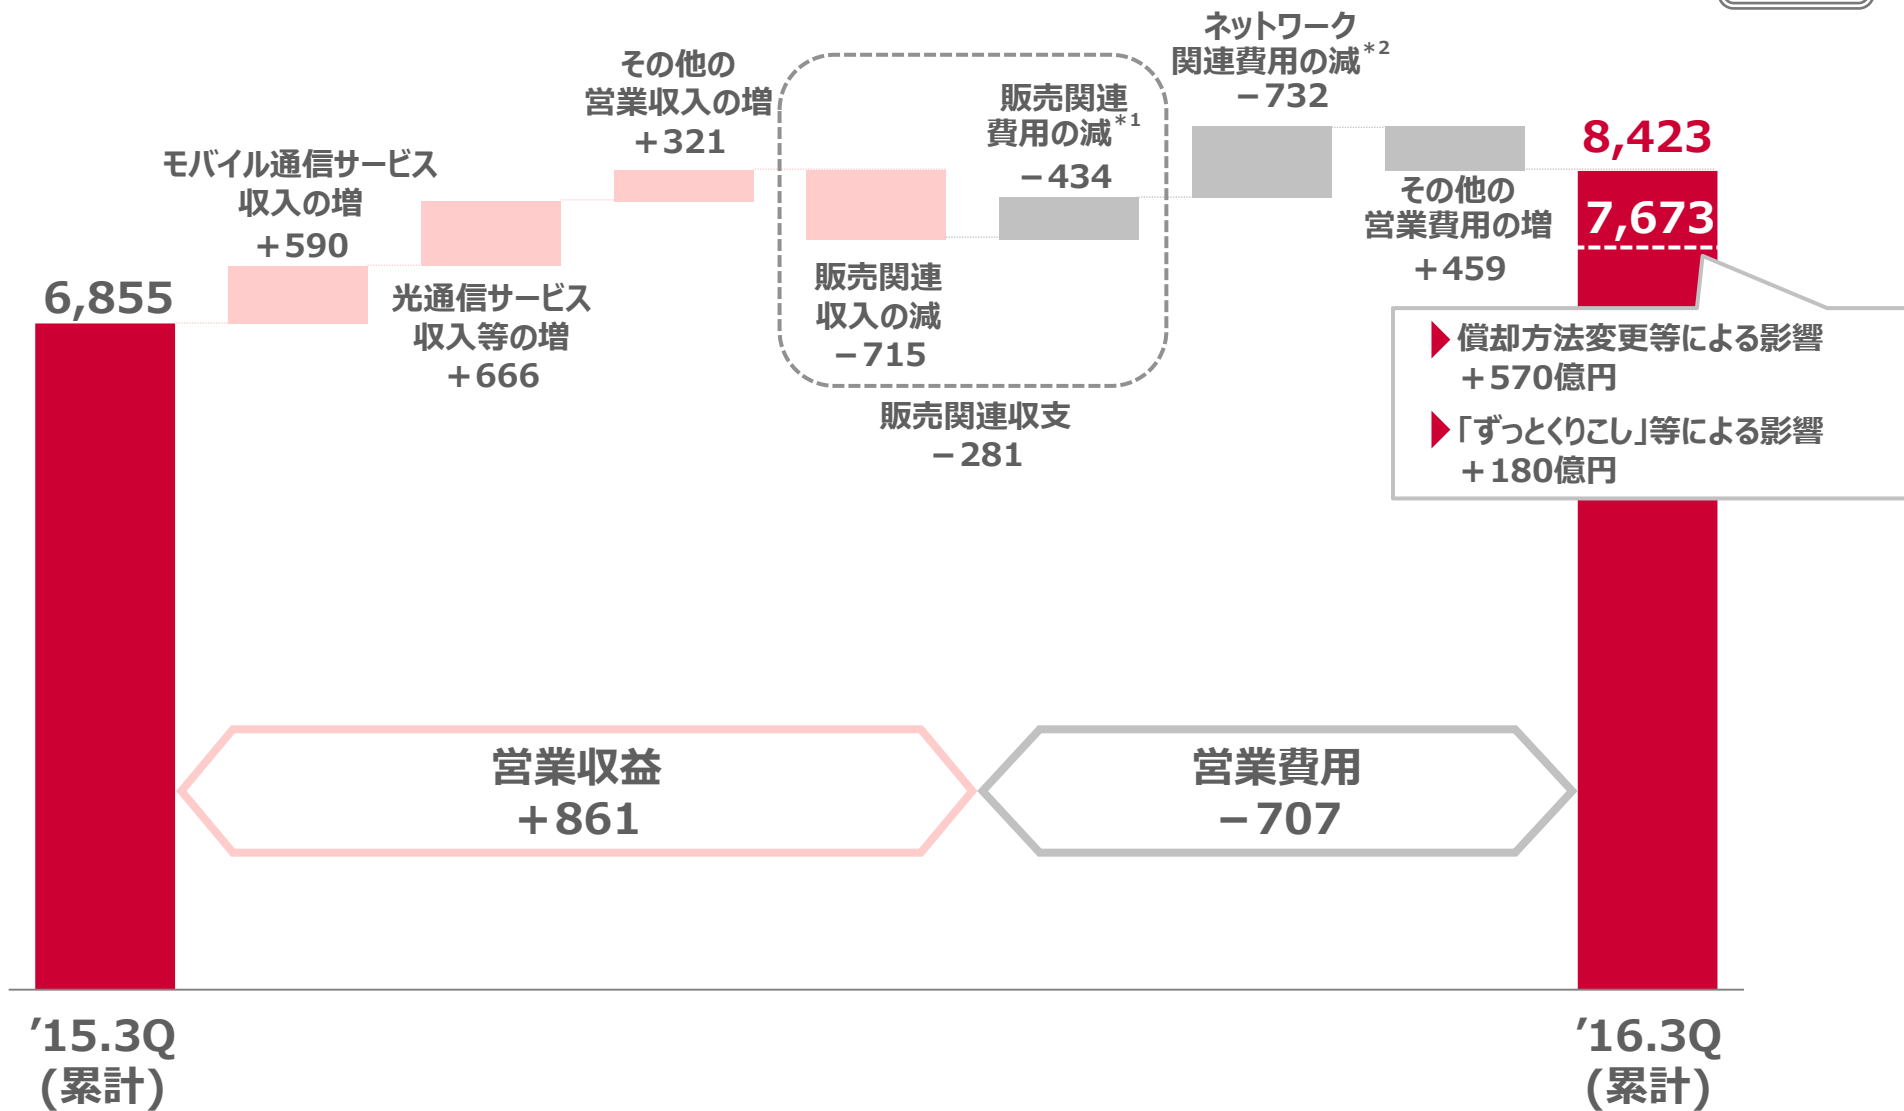 6,855
モバイル通信サービス
収入の増
+590
光通信サービス
収入等の増
+666
その他の
営業収入の増
+321
販売関連
収入の減
-715
販売関連
費用の減*1
-434
販売関連収支
-281
ネットワーク
関連費用の減*2
-732
その他の
営業費用の増
+459
8,423
7,673
償却方法変更等による影響
+570億円
「ずっとくりこし」等による影響
+180億円
営業収益
+861
営業費用
-707
'15.3Q
(累計)
'16.3Q
(累計)